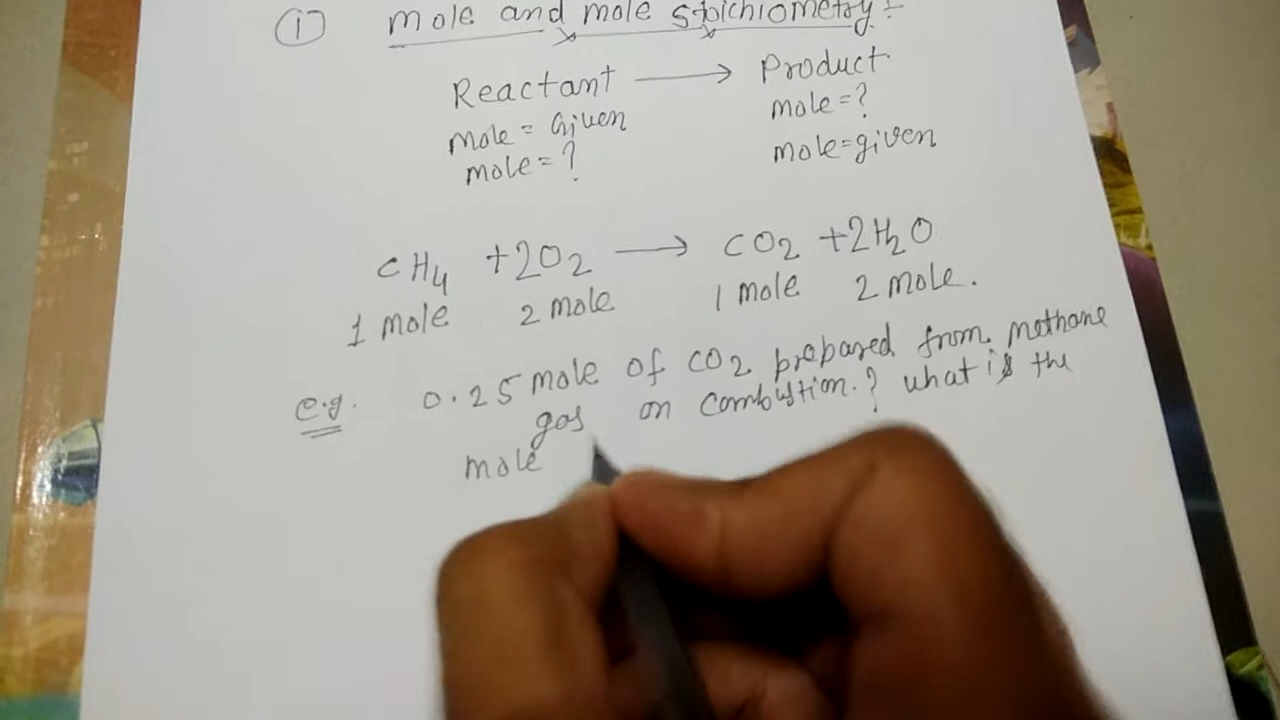 ① mole and mole stoichiometry:-
Reactant → Product
mole = Given mole = ?
mole = ? mole = given
CH4 + 2O2 → CO2 + 2H2O
1 mole 2 mole 1 mole 2 mole.
e.g. 0.25 mole of CO2 prepared from methane
gas on combustion.? what is the
mole